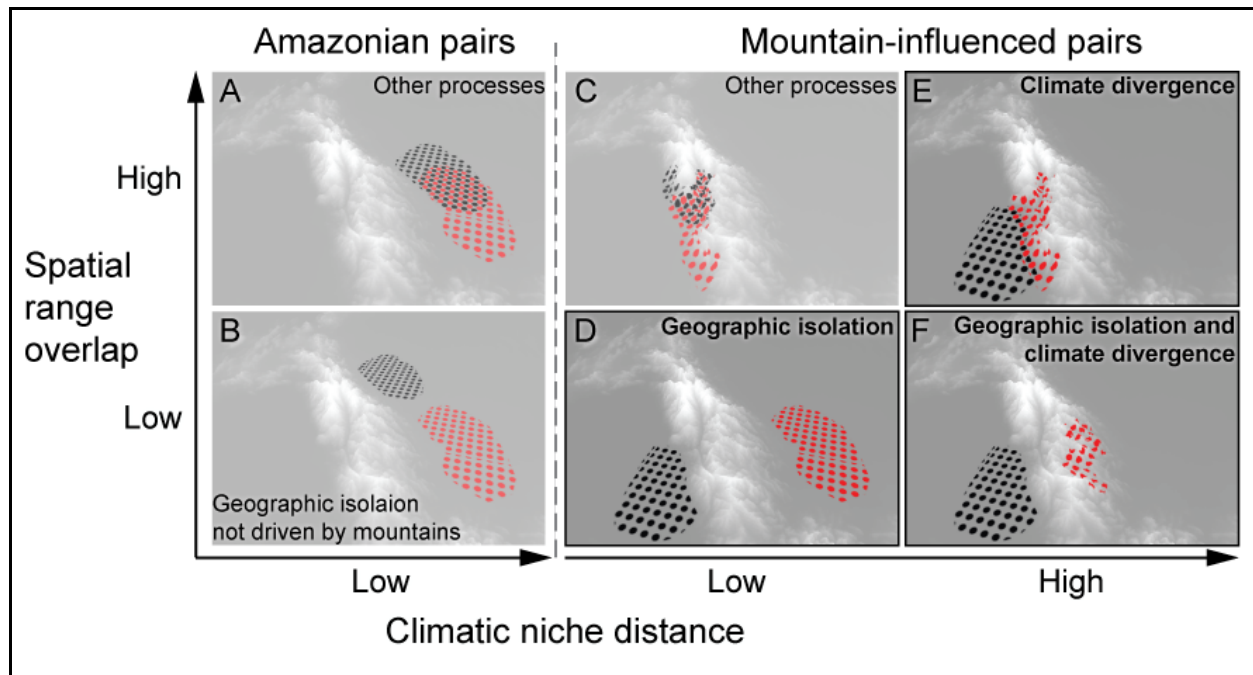 Amazonian pairs
Mountain-influenced pairs
A
Other processes
C
Other processes
E
Climate divergence
High
Spatial
range
overlap
B
Geographic isolaion
not driven by mountains
D
Geographic isolation
F
Geographic isolation and
climate divergence
Low
Low
Low
High
Climatic niche distance